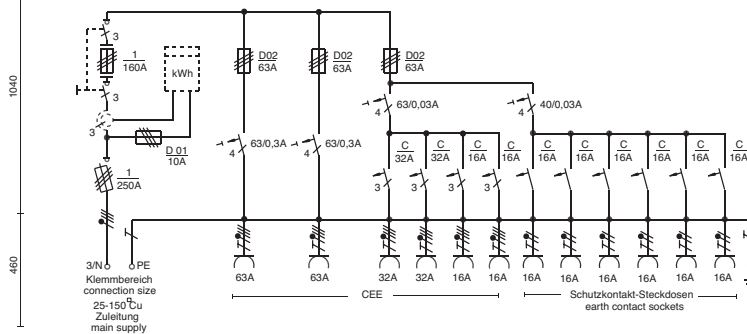 1040
460
3
1
160A
kWh
3
3
D 01
10A
1
250A
D02
63A
D02
63A
D02
63A
63/0,3A
4
63/0,3A
4
63/0,03A
4
40/0,03A
4
C
32A
C
32A
C
16A
C
16A
C
16A
C
16A
C
16A
C
16A
C
16A
C
16A
3
3
3
3/N
PE
63A
63A
32A
32A
16A
16A
16A
16A
16A
16A
16A
16A
CEE
Schutzkontakt-Steckdosen
earth contact sockets
Klemmbereich
connection size
25-150 Cu
Zuleitung
main supply